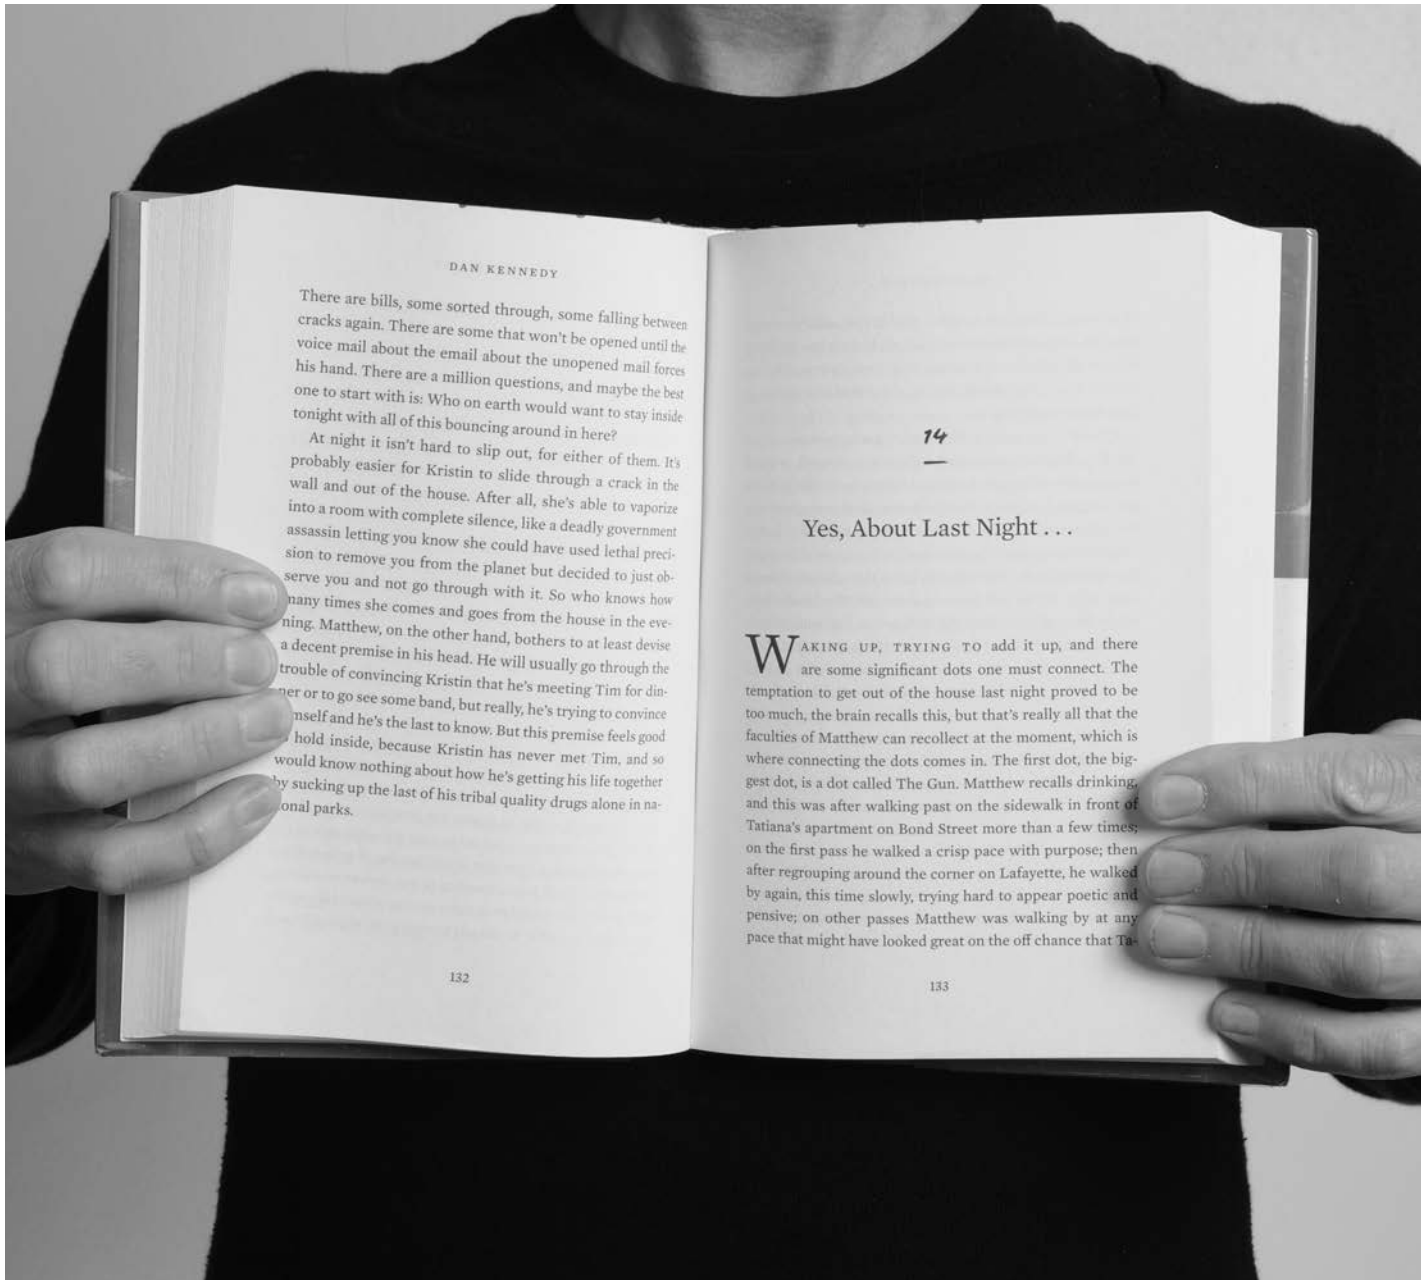 DAN KENNEDY
There are bills, some sorted through, some falling between
cracks again. There are some that won't be opened until the
voice mail about the email about the unopened mail forces
his hand. There are a million questions, and maybe the best
one to start with is: Who on earth would want to stay inside
tonight with all of this bouncing around in here?
At night it isn't hard to slip out, for either of them. It's
probably easier for Kristin to slide through a crack in the
wall and out of the house. After all, she's able to vaporize
into a room with complete silence, like a deadly government
assassin letting you know she could have used lethal preci-
sion to remove you from the planet but decided to just ob-
serve you and not go through with it. So who knows how
many times she comes and goes from the house in the eve-
ning. Matthew, on the other hand, bothers to at least devise
a decent premise in his head. He will usually go through the
trouble of convincing Kristin that he's meeting Tim for din-
ner or to go see some band, but really, he's trying to convince
mself and he's the last to know. But this premise feels good
hold inside, because Kristin has never met Tim, and so
would know nothing about how he's getting his life together
by sucking up the last of his tribal quality drugs alone in na-
ional parks.
132
14
Yes, About Last Night . . .
WAKING UP, TRYING TO add it up, and there
are some significant dots one must connect. The
temptation to get out of the house last night proved to be
too much, the brain recalls this, but that's really all that the
faculties of Matthew can recollect at the moment, which is
where connecting the dots comes in. The first dot, the big-
gest dot, is a dot called The Gun. Matthew recalls drinking,
and this was after walking past on the sidewalk in front of
Tatiana's apartment on Bond Street more than a few times;
on the first pass he walked a crisp pace with purpose; then
after regrouping around the corner on Lafayette, he walked
by again, this time slowly, trying hard to appear poetic and
pensive; on other passes Matthew was walking by at any
pace that might have looked great on the off chance that Ta-
133